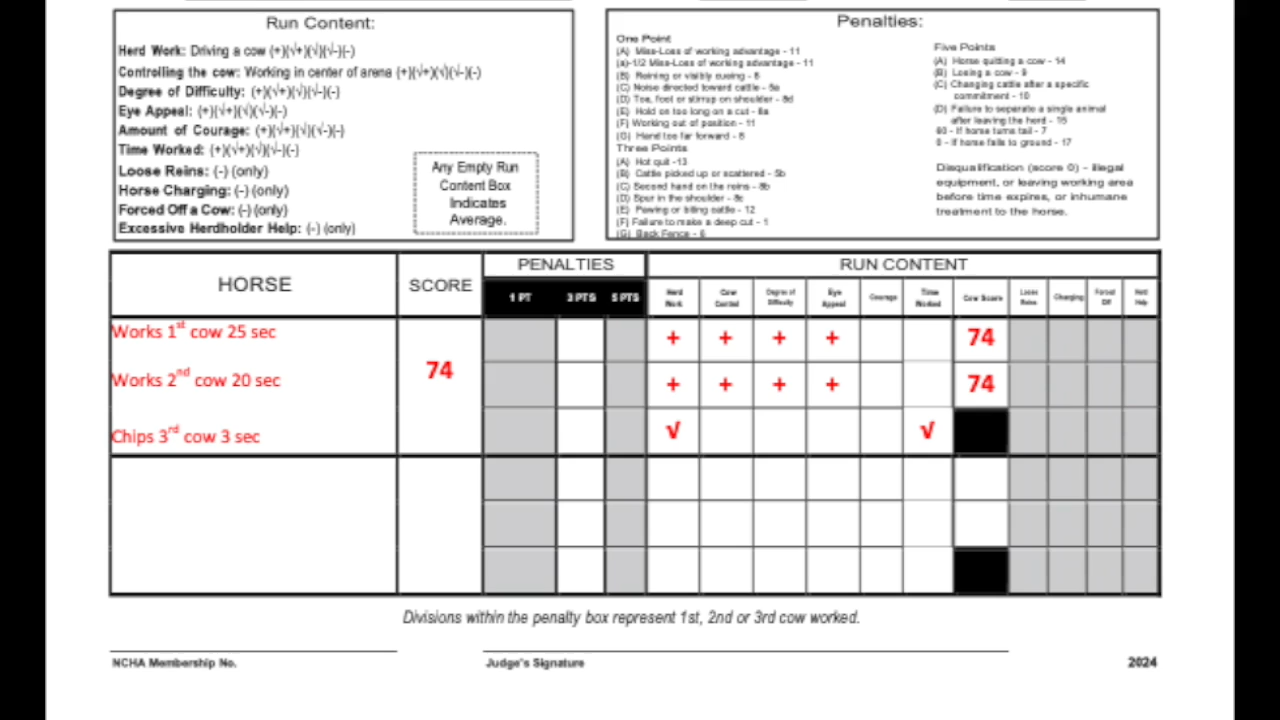 Run Content:
Herd Work: Driving a cow (+)(√+)(√)(√-)(-)
Controlling the cow: Working in center of arena (+)(√+)(√)(√-)(-)
Degree of Difficulty: (+)(√+)(√)(√-)(-)
Eye Appeal: (+)(√+)(√)(√-)(-)
Amount of Courage: (+)(√+)(√)(√-)(-)
Time Worked: (+)(√+)(√)(√-)(-)
Loose Reins: (-) (only)
Horse Charging: (-) (only)
Forced Off a Cow: (-) (only)
Excessive Herdholder Help: (-) (only)
Any Empty Run
Content Box
Indicates
Average.
Penalties:
One Point
(A) Miss-Loss of working advantage - 11
(a)-1/2 Miss-Loss of working advantage - 11
(B) Reining or visibly cueing - 8
(C) Noise directed toward cattle - 8a
(D) Toe, foot or stirrup on shoulder - 8d
(E) Hold on too long on a cut - 8a
(F) Working out of position - 11
(G) Hand too far forward - 8
Three Points
(A) Hot quit -13
(B) Cattle picked up or scattered - 5b
(C) Second hand on the reins - 8b
(D) Spur in the shoulder - 8c
(E) Pawing or biting cattle - 12
(F) Failure to make a deep cut - 1
(G) Back Fence - 6
Five Points
(A) Horse quitting a cow - 14
(B) Losing a cow - 9
(C) Changing cattle after a specific
commitment - 10
(D) Failure to separate a single animal
after leaving the herd - 15
60 - If horse turns tail - 7
0 - If horse falls to ground - 17
Disqualification (score 0) – Illegal
equipment, or leaving working area
before time expires, or inhumane
treatment to the horse.
HORSE SCORE PENALTIES RUN CONTENT
1 PT 3 PTS 5 PTS Herd Work Cow Control Degree of Difficulty Eye Appeal Courage Time Worked Cow Score Loose Reins Charging Forced Off Herd Help
Works 1st cow 25 sec + + + + 74
74
Works 2nd cow 20 sec + + + + 74
Chips 3rd cow 3 sec √ √
Divisions within the penalty box represent 1st, 2nd or 3rd cow worked.
NCHA Membership No. Judge's Signature 2024